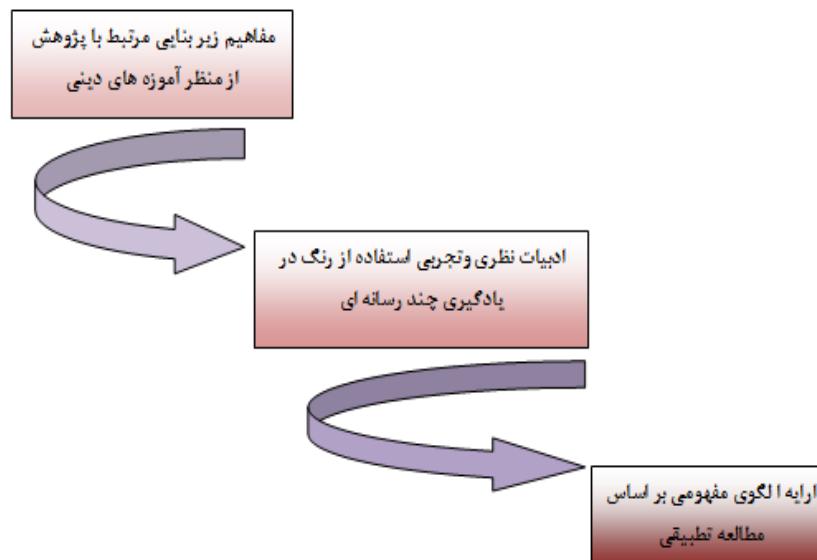 مفاهیم زیر بنایی مرتبط با پژوهش
از منظر آموزه های دینی
ادبیات نظری وتجربی استفاده از رنگ در
یادگیری چند رسانه ای
ارایه ا لگوی مفهومی بر اساس
مطالعه تطبیقی